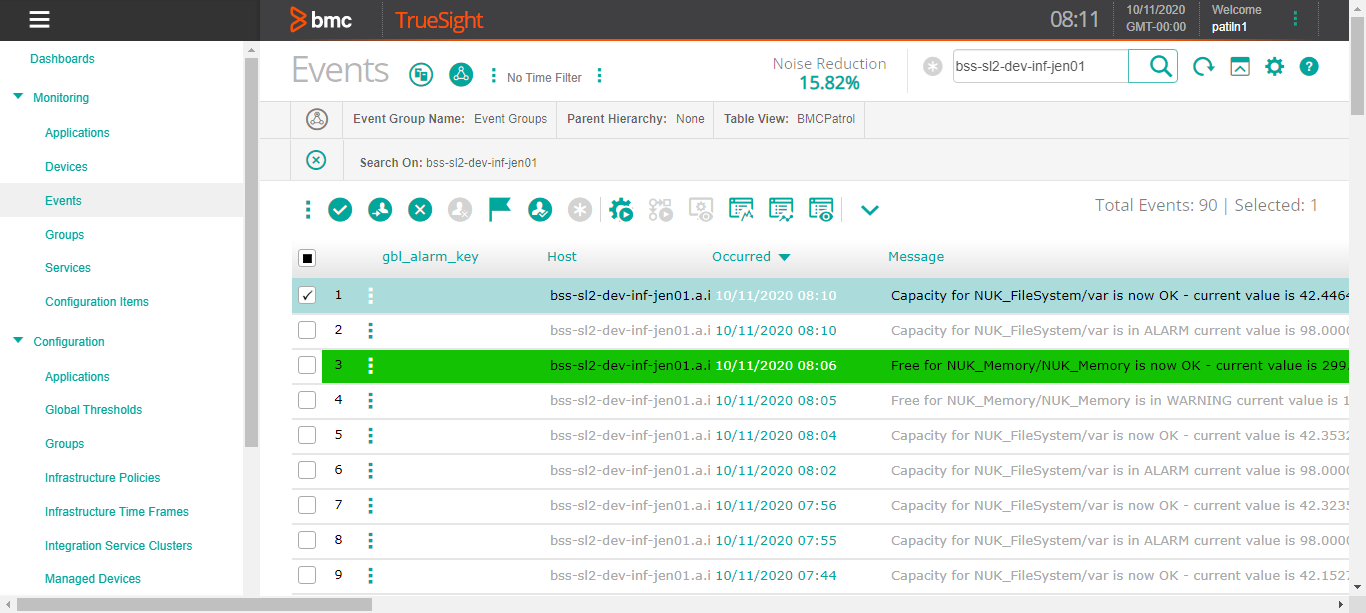 bmc TrueSight 08:11 10/11/2020 GMT-00:00 Welcome patiln1
Dashboards
Monitoring
Applications
Devices
Events
Groups
Services
Configuration Items
Configuration
Applications
Global Thresholds
Groups
Infrastructure Policies
Infrastructure Time Frames
Integration Service Clusters
Managed Devices
Events No Time Filter Noise Reduction 15.82% bss-sl2-dev-inf-jen01 ?
Event Group Name: Event Groups Parent Hierarchy: None Table View: BMCPatrol
Search On: bss-sl2-dev-inf-jen01
Total Events: 90 | Selected: 1
gbl_alarm_key Host Occurred Message
1 bss-sl2-dev-inf-jen01.a.i 10/11/2020 08:10 Capacity for NUK_FileSystem/var is now OK - current value is 42.4464
2 bss-sl2-dev-inf-jen01.a.i 10/11/2020 08:10 Capacity for NUK_FileSystem/var is in ALARM current value is 98.0000
3 bss-sl2-dev-inf-jen01.a.i 10/11/2020 08:06 Free for NUK_Memory/NUK_Memory is now OK - current value is 299.
4 bss-sl2-dev-inf-jen01.a.i 10/11/2020 08:05 Free for NUK_Memory/NUK_Memory is in WARNING current value is 1
5 bss-sl2-dev-inf-jen01.a.i 10/11/2020 08:04 Capacity for NUK_FileSystem/var is now OK - current value is 42.3532
6 bss-sl2-dev-inf-jen01.a.i 10/11/2020 08:02 Capacity for NUK_FileSystem/var is in ALARM current value is 98.0000
7 bss-sl2-dev-inf-jen01.a.i 10/11/2020 07:56 Capacity for NUK_FileSystem/var is now OK - current value is 42.3235
8 bss-sl2-dev-inf-jen01.a.i 10/11/2020 07:55 Capacity for NUK_FileSystem/var is in ALARM current value is 98.0000
9 bss-sl2-dev-inf-jen01.a.i 10/11/2020 07:44 Capacity for NUK_FileSystem/var is now OK - current value is 42.1527